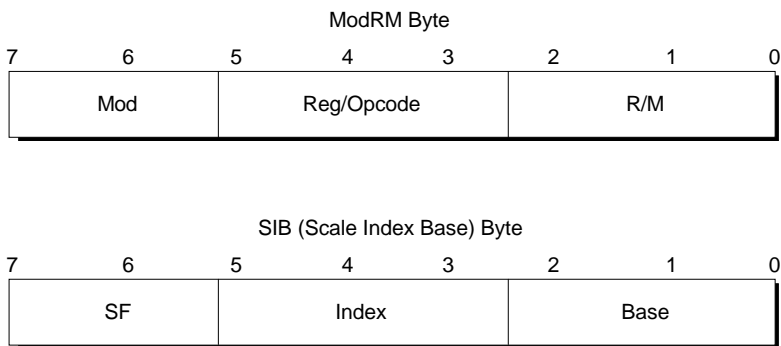 ModRM Byte
7 6 5 4 3 2 1 0
Mod Reg/Opcode R/M
SIB (Scale Index Base) Byte
7 6 5 4 3 2 1 0
SF Index Base